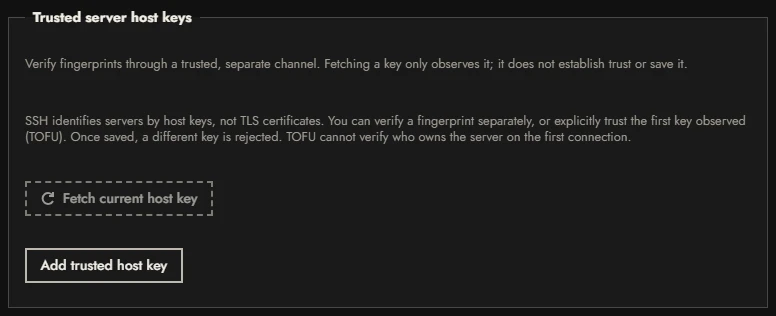 Trusted server host keys
Verify fingerprints through a trusted, separate channel. Fetching a key only observes it; it does not establish trust or save it.
SSH identifies servers by host keys, not TLS certificates. You can verify a fingerprint separately, or explicitly trust the first key observed
(TOFU). Once saved, a different key is rejected. TOFU cannot verify who owns the server on the first connection.
Fetch current host key
Add trusted host key